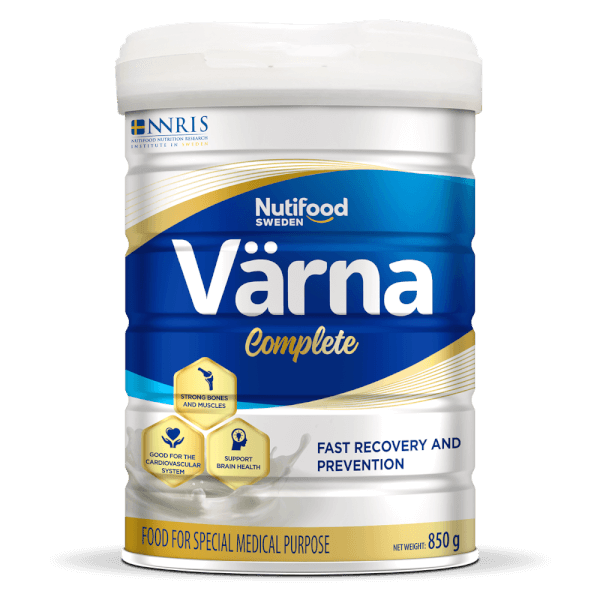 NNRIS
NUTIFOOD NUTRITION RESEARCH
INSTITUTE IN SWEDEN
Nutifood
SWEDEN
Värna
Complete
STRONG BONES
AND MUSCLES
GOOD FOR THE
CARDIOVASCULAR
SYSTEM
SUPPORT
BRAIN HEALTH
FAST RECOVERY AND
PREVENTION
FOOD FOR SPECIAL MEDICAL PURPOSE
NET WEIGHT: 850 g